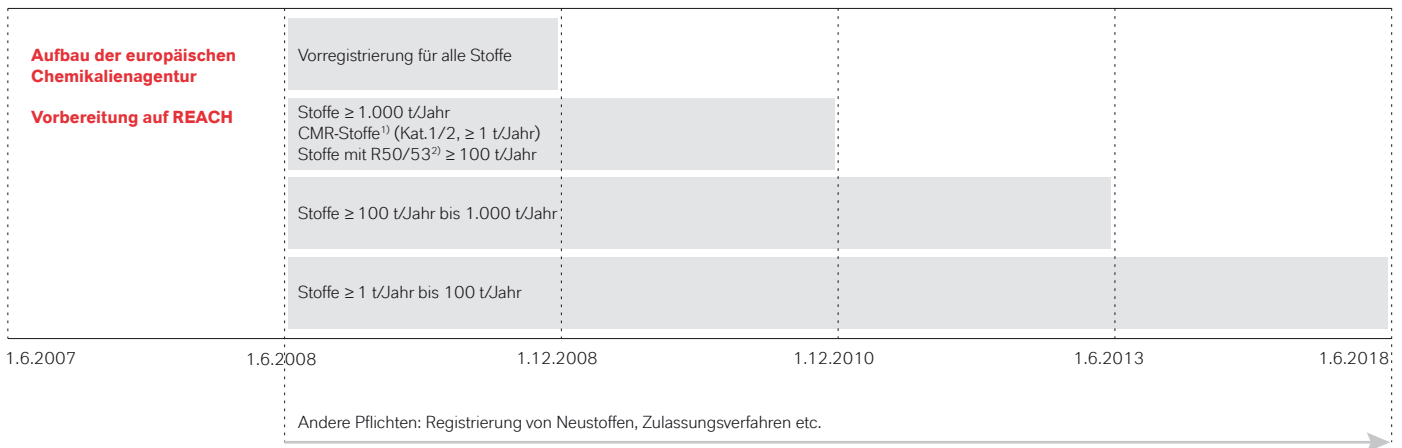 Aufbau der europäischen
Chemikalienagentur
Vorbereitung auf REACH
Vorregistrierung für alle Stoffe
Stoffe ≥ 1.000 t/Jahr
CMR-Stoffe¹⁾ (Kat.1/2, ≥ 1 t/Jahr)
Stoffe mit R50/53²⁾ ≥ 100 t/Jahr
Stoffe ≥ 100 t/Jahr bis 1.000 t/Jahr
Stoffe ≥ 1 t/Jahr bis 100 t/Jahr
1.6.2007 1.6.2008 1.12.2008 1.12.2010 1.6.2013 1.6.2018
Andere Pflichten: Registrierung von Neustoffen, Zulassungsverfahren etc.